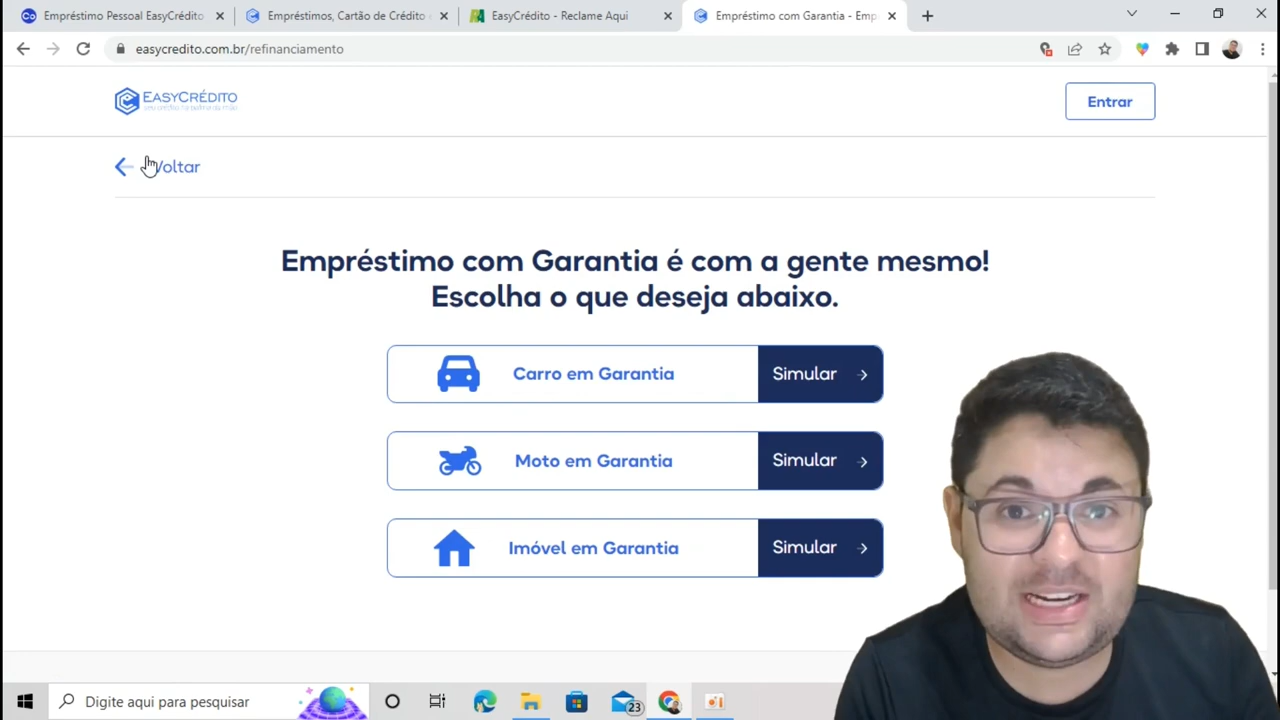 Empréstimo Pessoal EasyCrédito
Empréstimos, Cartão de Crédito e
EasyCrédito - Reclame Aqui
Empréstimo com Garantia - Emp
easycredito.com.br/refinanciamento
EASYCRÉDITO
Entrar
Voltar
Empréstimo com Garantia é com a gente mesmo!
Escolha o que deseja abaixo.
Carro em Garantia
Simular
Moto em Garantia
Simular
Imóvel em Garantia
Simular
Digite aqui para pesquisar
23